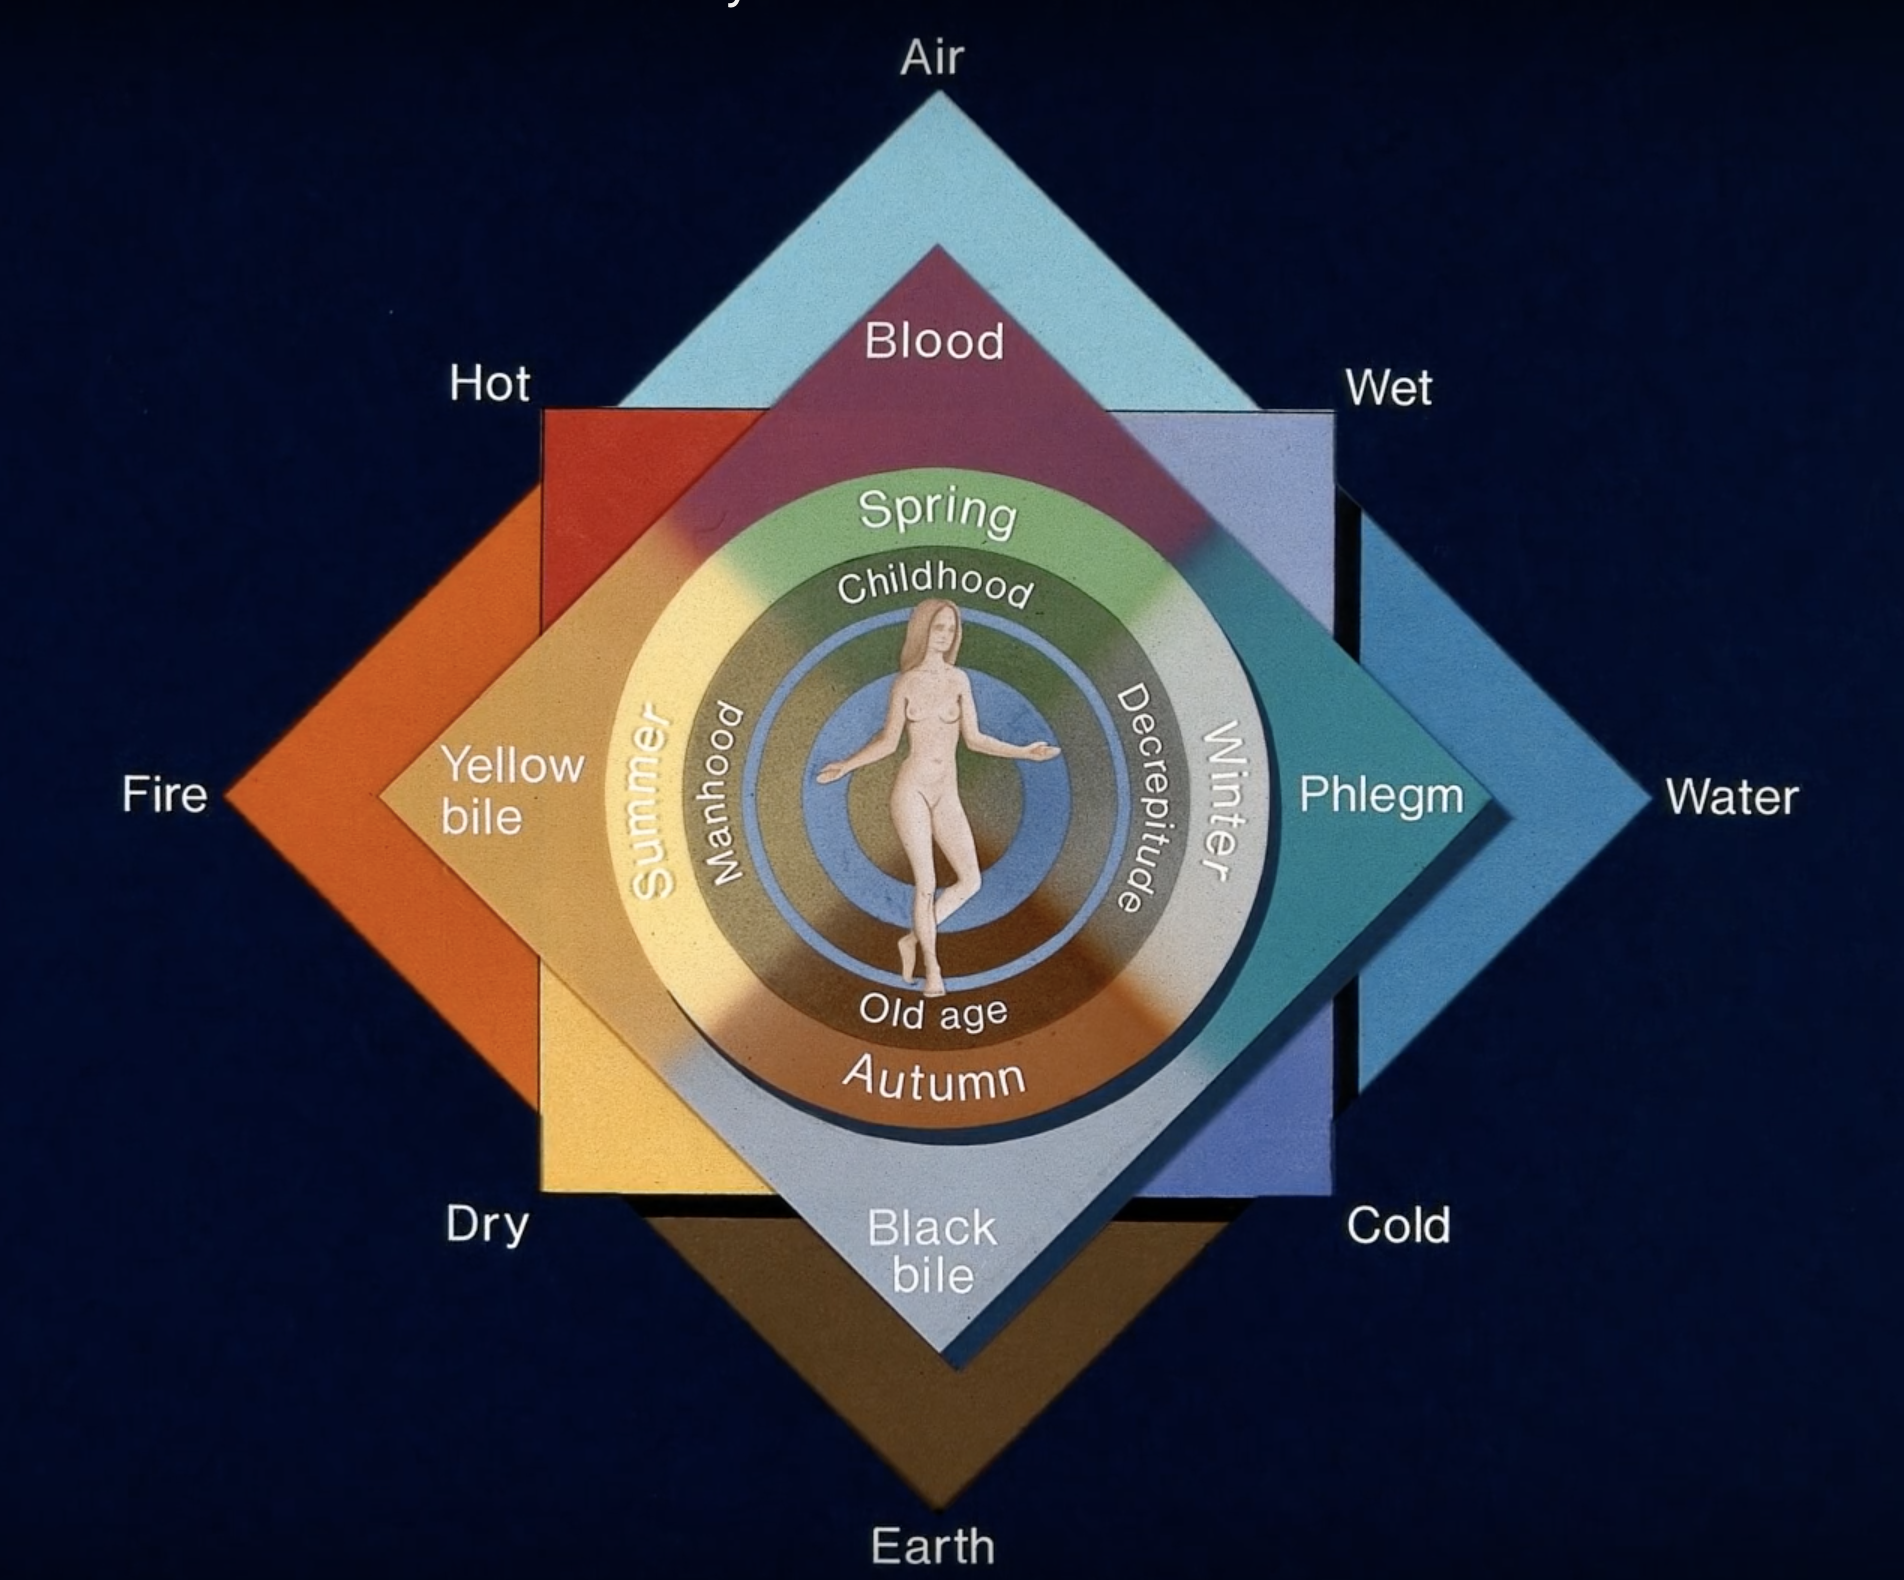 Air
Blood
Hot
Wet
Spring
Childhood
Fire
Yellow
bile
Summer
Manhood
Decrepitude
Winter
Phlegm
Water
Old age
Autumn
Dry
Black
bile
Cold
Earth